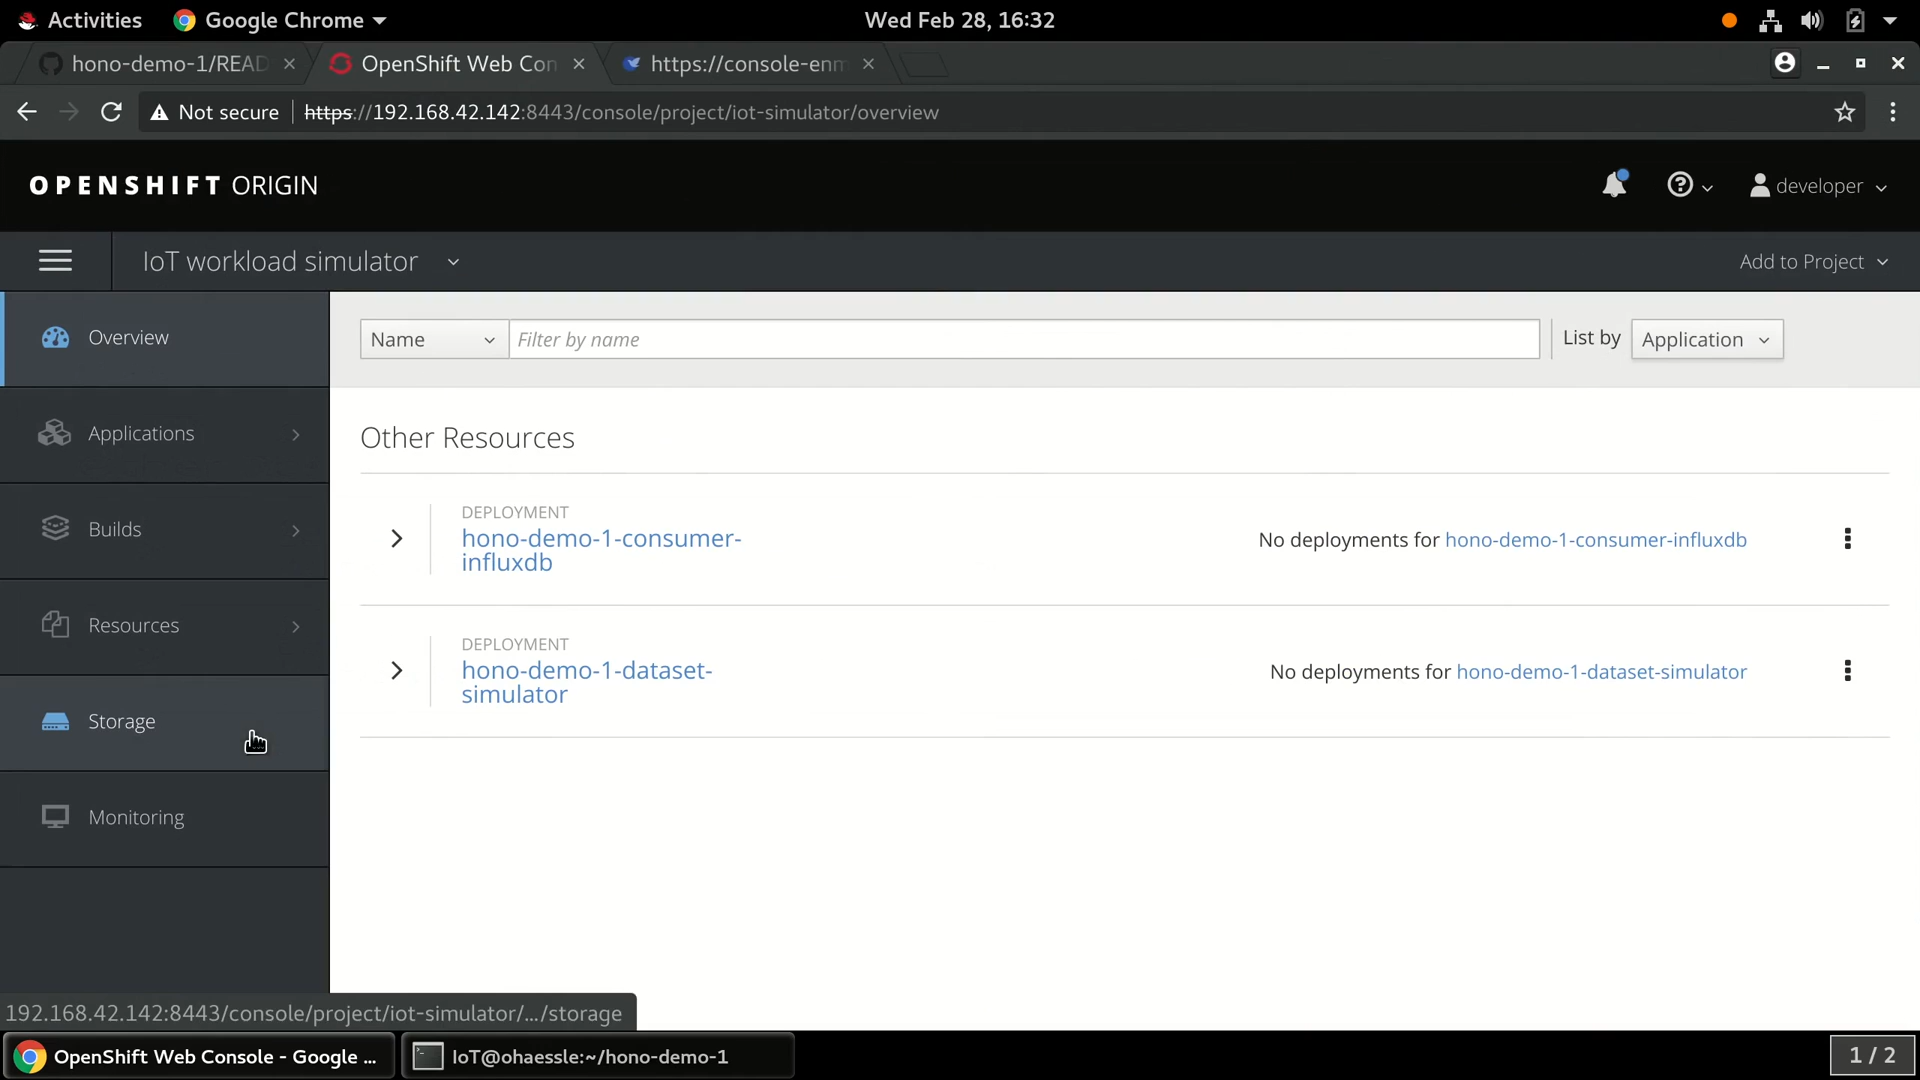 Activities
Google Chrome
Wed Feb 28, 16:32
hono-demo-1/READ
OpenShift Web Con
https://console-enm
Not secure
https://192.168.42.142:8443/console/project/iot-simulator/overview
OPENSHIFT ORIGIN
developer
IoT workload simulator
Add to Project
Overview
Name
Filter by name
List by
Application
Applications
Other Resources
Builds
DEPLOYMENT
hono-demo-1-consumer-
influxdb
No deployments for hono-demo-1-consumer-influxdb
Resources
DEPLOYMENT
hono-demo-1-dataset-
simulator
No deployments for hono-demo-1-dataset-simulator
Storage
Monitoring
192.168.42.142:8443/console/project/iot-simulator/.../storage
OpenShift Web Console - Google ...
IoT@ohaessle:~/hono-demo-1
1 / 2